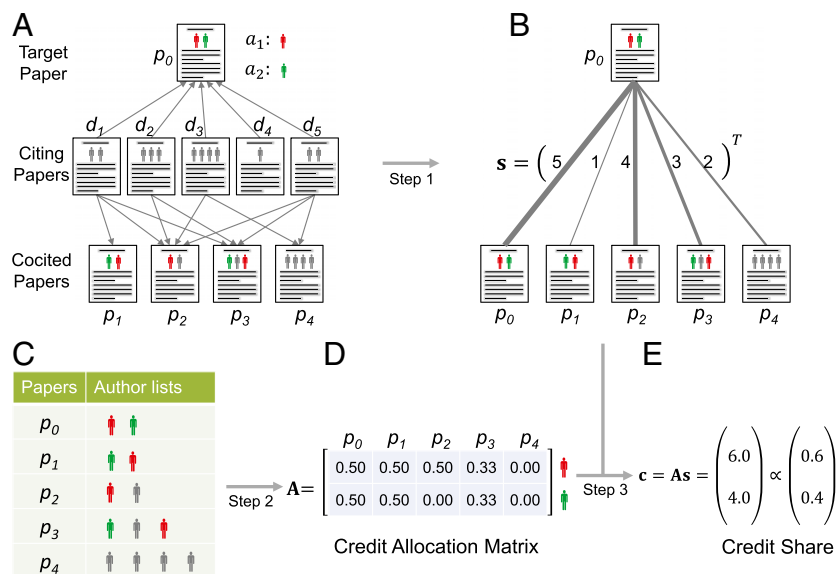 A
Target
Paper
p0
a1:
a2:
d1 d2 d3 d4 d5
Citing
Papers
Cocited
Papers
p1 p2 p3 p4
Step 1
B
p0
s = ( 5 1 4 3 2 )T
p0 p1 p2 p3 p4
C
Papers Author lists
p0
p1
p2
p3
p4
Step 2
D
p0 p1 p2 p3 p4
A= [ 0.50 0.50 0.50 0.33 0.00
0.50 0.50 0.00 0.33 0.00 ]
Credit Allocation Matrix
Step 3
E
c = As = ( 6.0 4.0 ) ∝ ( 0.6 0.4 )
Credit Share